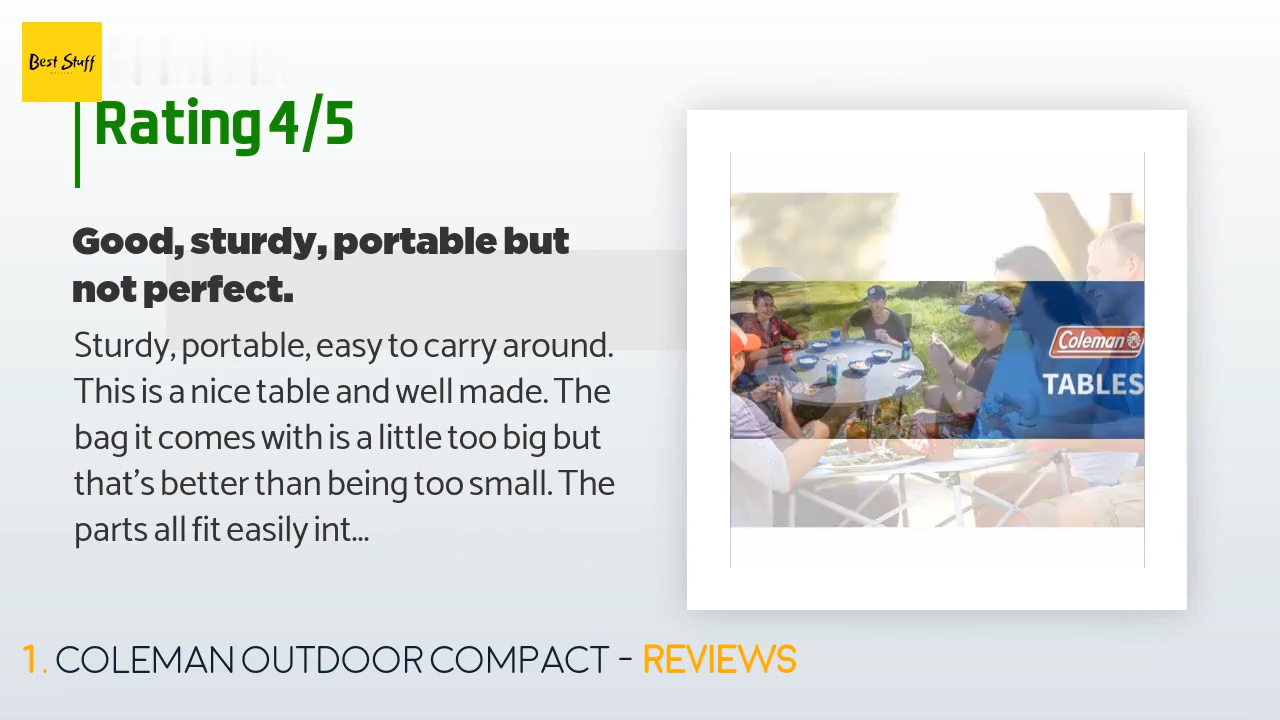 Best Stuff
Rating 4/5
Good, sturdy, portable but
not perfect.
Sturdy, portable, easy to carry around.
This is a nice table and well made. The
bag it comes with is a little too big but
that's better than being too small. The
parts all fit easily int...
Coleman
TABLES
1. COLEMAN OUTDOOR COMPACT - REVIEWS